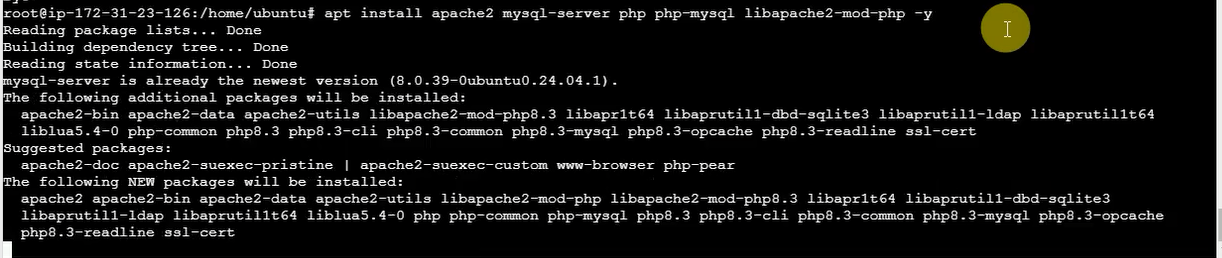 root@ip-172-31-23-126:/home/ubuntu# apt install apache2 mysql-server php php-mysql libapache2-mod-php -y
Reading package lists... Done
Building dependency tree... Done
Reading state information... Done
mysql-server is already the newest version (8.0.39-0ubuntu0.24.04.1).
The following additional packages will be installed:
apache2-bin apache2-data apache2-utils libapache2-mod-php8.3 libapr1t64 libaprutil1-dbd-sqlite3 libaprutil1-ldap libaprutil1t64
liblua5.4-0 php-common php8.3 php8.3-cli php8.3-common php8.3-mysql php8.3-opcache php8.3-readline ssl-cert
Suggested packages:
apache2-doc apache2-suexec-pristine | apache2-suexec-custom www-browser php-pear
The following NEW packages will be installed:
apache2 apache2-bin apache2-data apache2-utils libapache2-mod-php libapache2-mod-php8.3 libapr1t64 libaprutil1-dbd-sqlite3
libaprutil1-ldap libaprutil1t64 liblua5.4-0 php php-common php-mysql php8.3 php8.3-cli php8.3-common php8.3-mysql php8.3-opcache
php8.3-readline ssl-cert